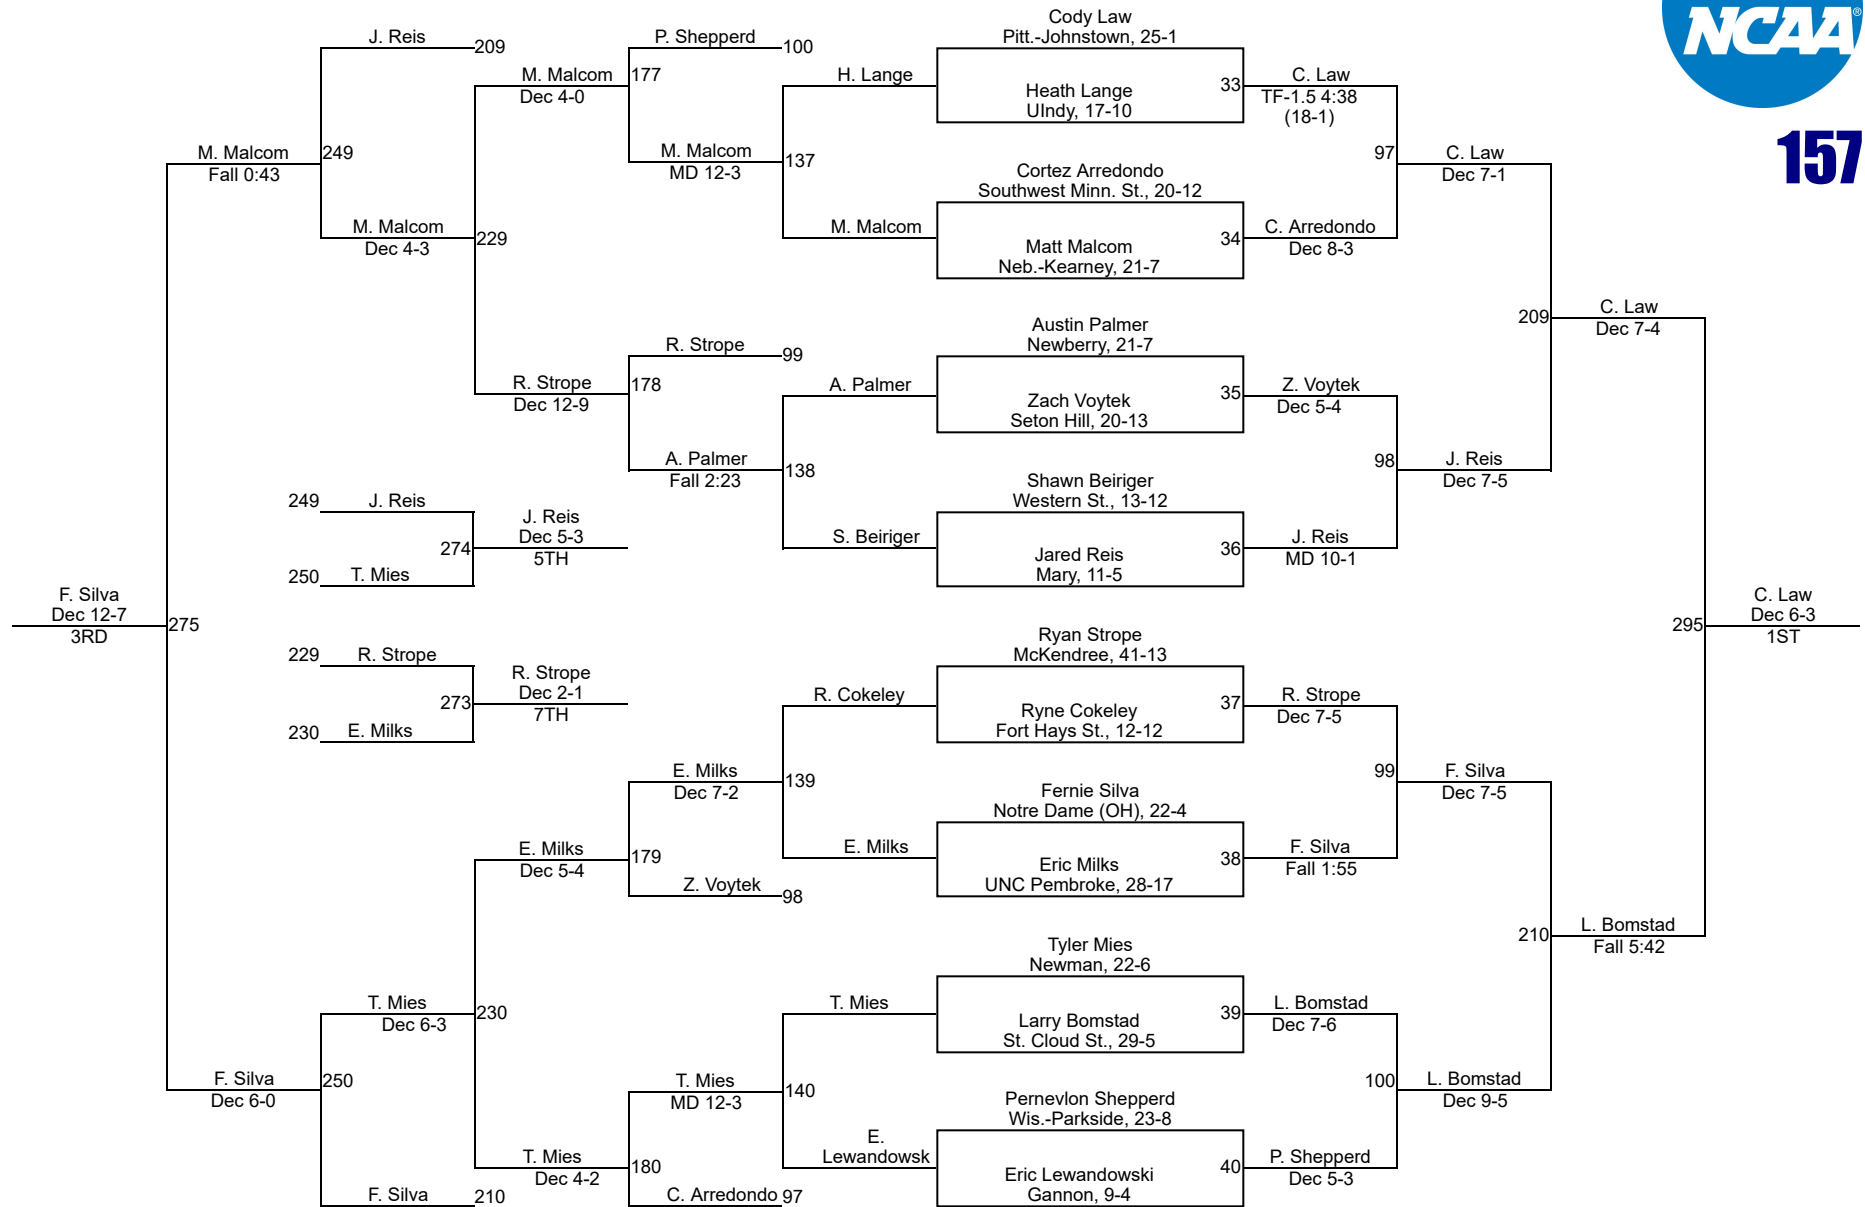 NCAA®
157
Cody Law
Pitt.-Johnstown, 25-1
Heath Lange
UIndy, 17-10
33
Cortez Arredondo
Southwest Minn. St., 20-12
Matt Malcom
Neb.-Kearney, 21-7
34
Austin Palmer
Newberry, 21-7
Zach Voytek
Seton Hill, 20-13
35
Shawn Beiriger
Western St., 13-12
Jared Reis
Mary, 11-5
36
Ryan Strope
McKendree, 41-13
Ryne Cokeley
Fort Hays St., 12-12
37
Fernie Silva
Notre Dame (OH), 22-4
Eric Milks
UNC Pembroke, 28-17
38
Tyler Mies
Newman, 22-6
Larry Bomstad
St. Cloud St., 29-5
39
Pernevlon Shepperd
Wis.-Parkside, 23-8
Eric Lewandowski
Gannon, 9-4
40
C. Law
TF-1.5 4:38
(18-1)
97
C. Arredondo
Dec 8-3
Z. Voytek
Dec 5-4
98
J. Reis
MD 10-1
R. Strope
Dec 7-5
99
F. Silva
Fall 1:55
L. Bomstad
Dec 7-6
100
P. Shepperd
Dec 5-3
C. Law
Dec 7-1
209
J. Reis
Dec 7-5
F. Silva
Dec 7-5
210
L. Bomstad
Dec 9-5
C. Law
Dec 7-4
295
L. Bomstad
Fall 5:42
C. Law
Dec 6-3
1ST
H. Lange
137
M. Malcom
A. Palmer
138
S. Beiriger
R. Cokeley
139
E. Milks
T. Mies
140
E.
Lewandowsk
P. Shepperd
100
177
M. Malcom
MD 12-3
R. Strope
99
178
A. Palmer
Fall 2:23
E. Milks
Dec 7-2
179
Z. Voytek
98
T. Mies
MD 12-3
180
C. Arredondo
97
M. Malcom
Dec 4-0
229
R. Strope
Dec 12-9
E. Milks
Dec 5-4
230
T. Mies
Dec 4-2
J. Reis
209
249
M. Malcom
Dec 4-3
T. Mies
Dec 6-3
250
F. Silva
210
M. Malcom
Fall 0:43
275
F. Silva
Dec 6-0
F. Silva
Dec 12-7
3RD
249
J. Reis
274
250
T. Mies
J. Reis
Dec 5-3
5TH
229
R. Strope
273
230
E. Milks
R. Strope
Dec 2-1
7TH